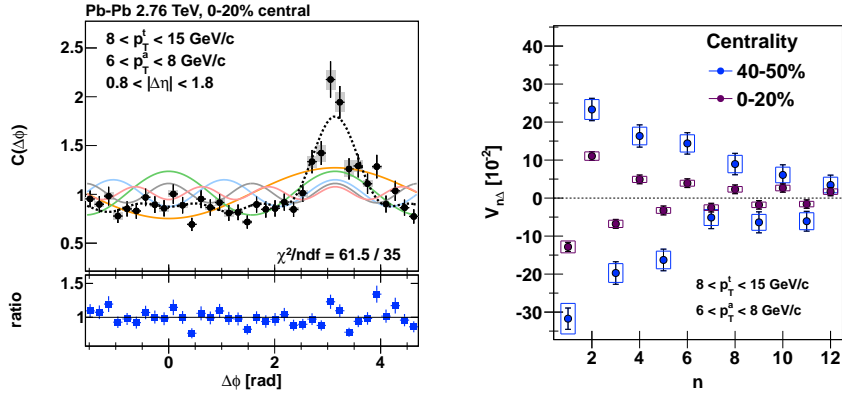 Pb-Pb 2.76 TeV, 0-20% central
8 < p_T^t < 15 GeV/c
6 < p_T^a < 8 GeV/c
0.8 < |Δη| < 1.8
C(Δϕ)
2.5
2
1.5
1
0.5
χ²/ndf = 61.5 / 35
ratio
1.5
1
0
2
4
Δϕ [rad]
Centrality
40-50%
0-20%
V_nΔ [10⁻²]
40
30
20
10
0
-10
-20
-30
8 < p_T^t < 15 GeV/c
6 < p_T^a < 8 GeV/c
2
4
6
8
10
12
n